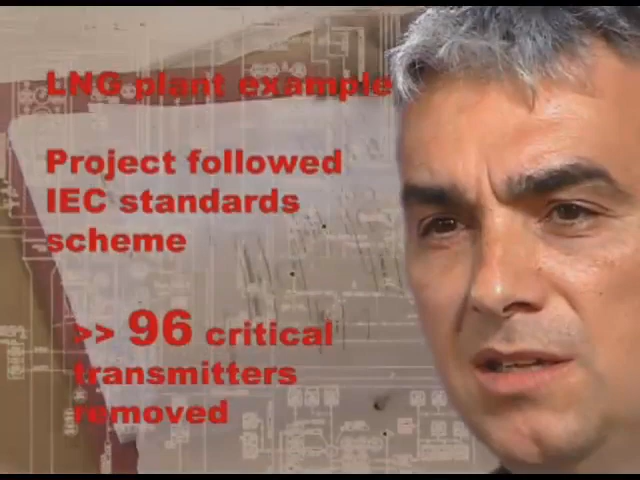 LNG plant example
Project followed
IEC standards
scheme
>> 96 critical
transmitters
removed